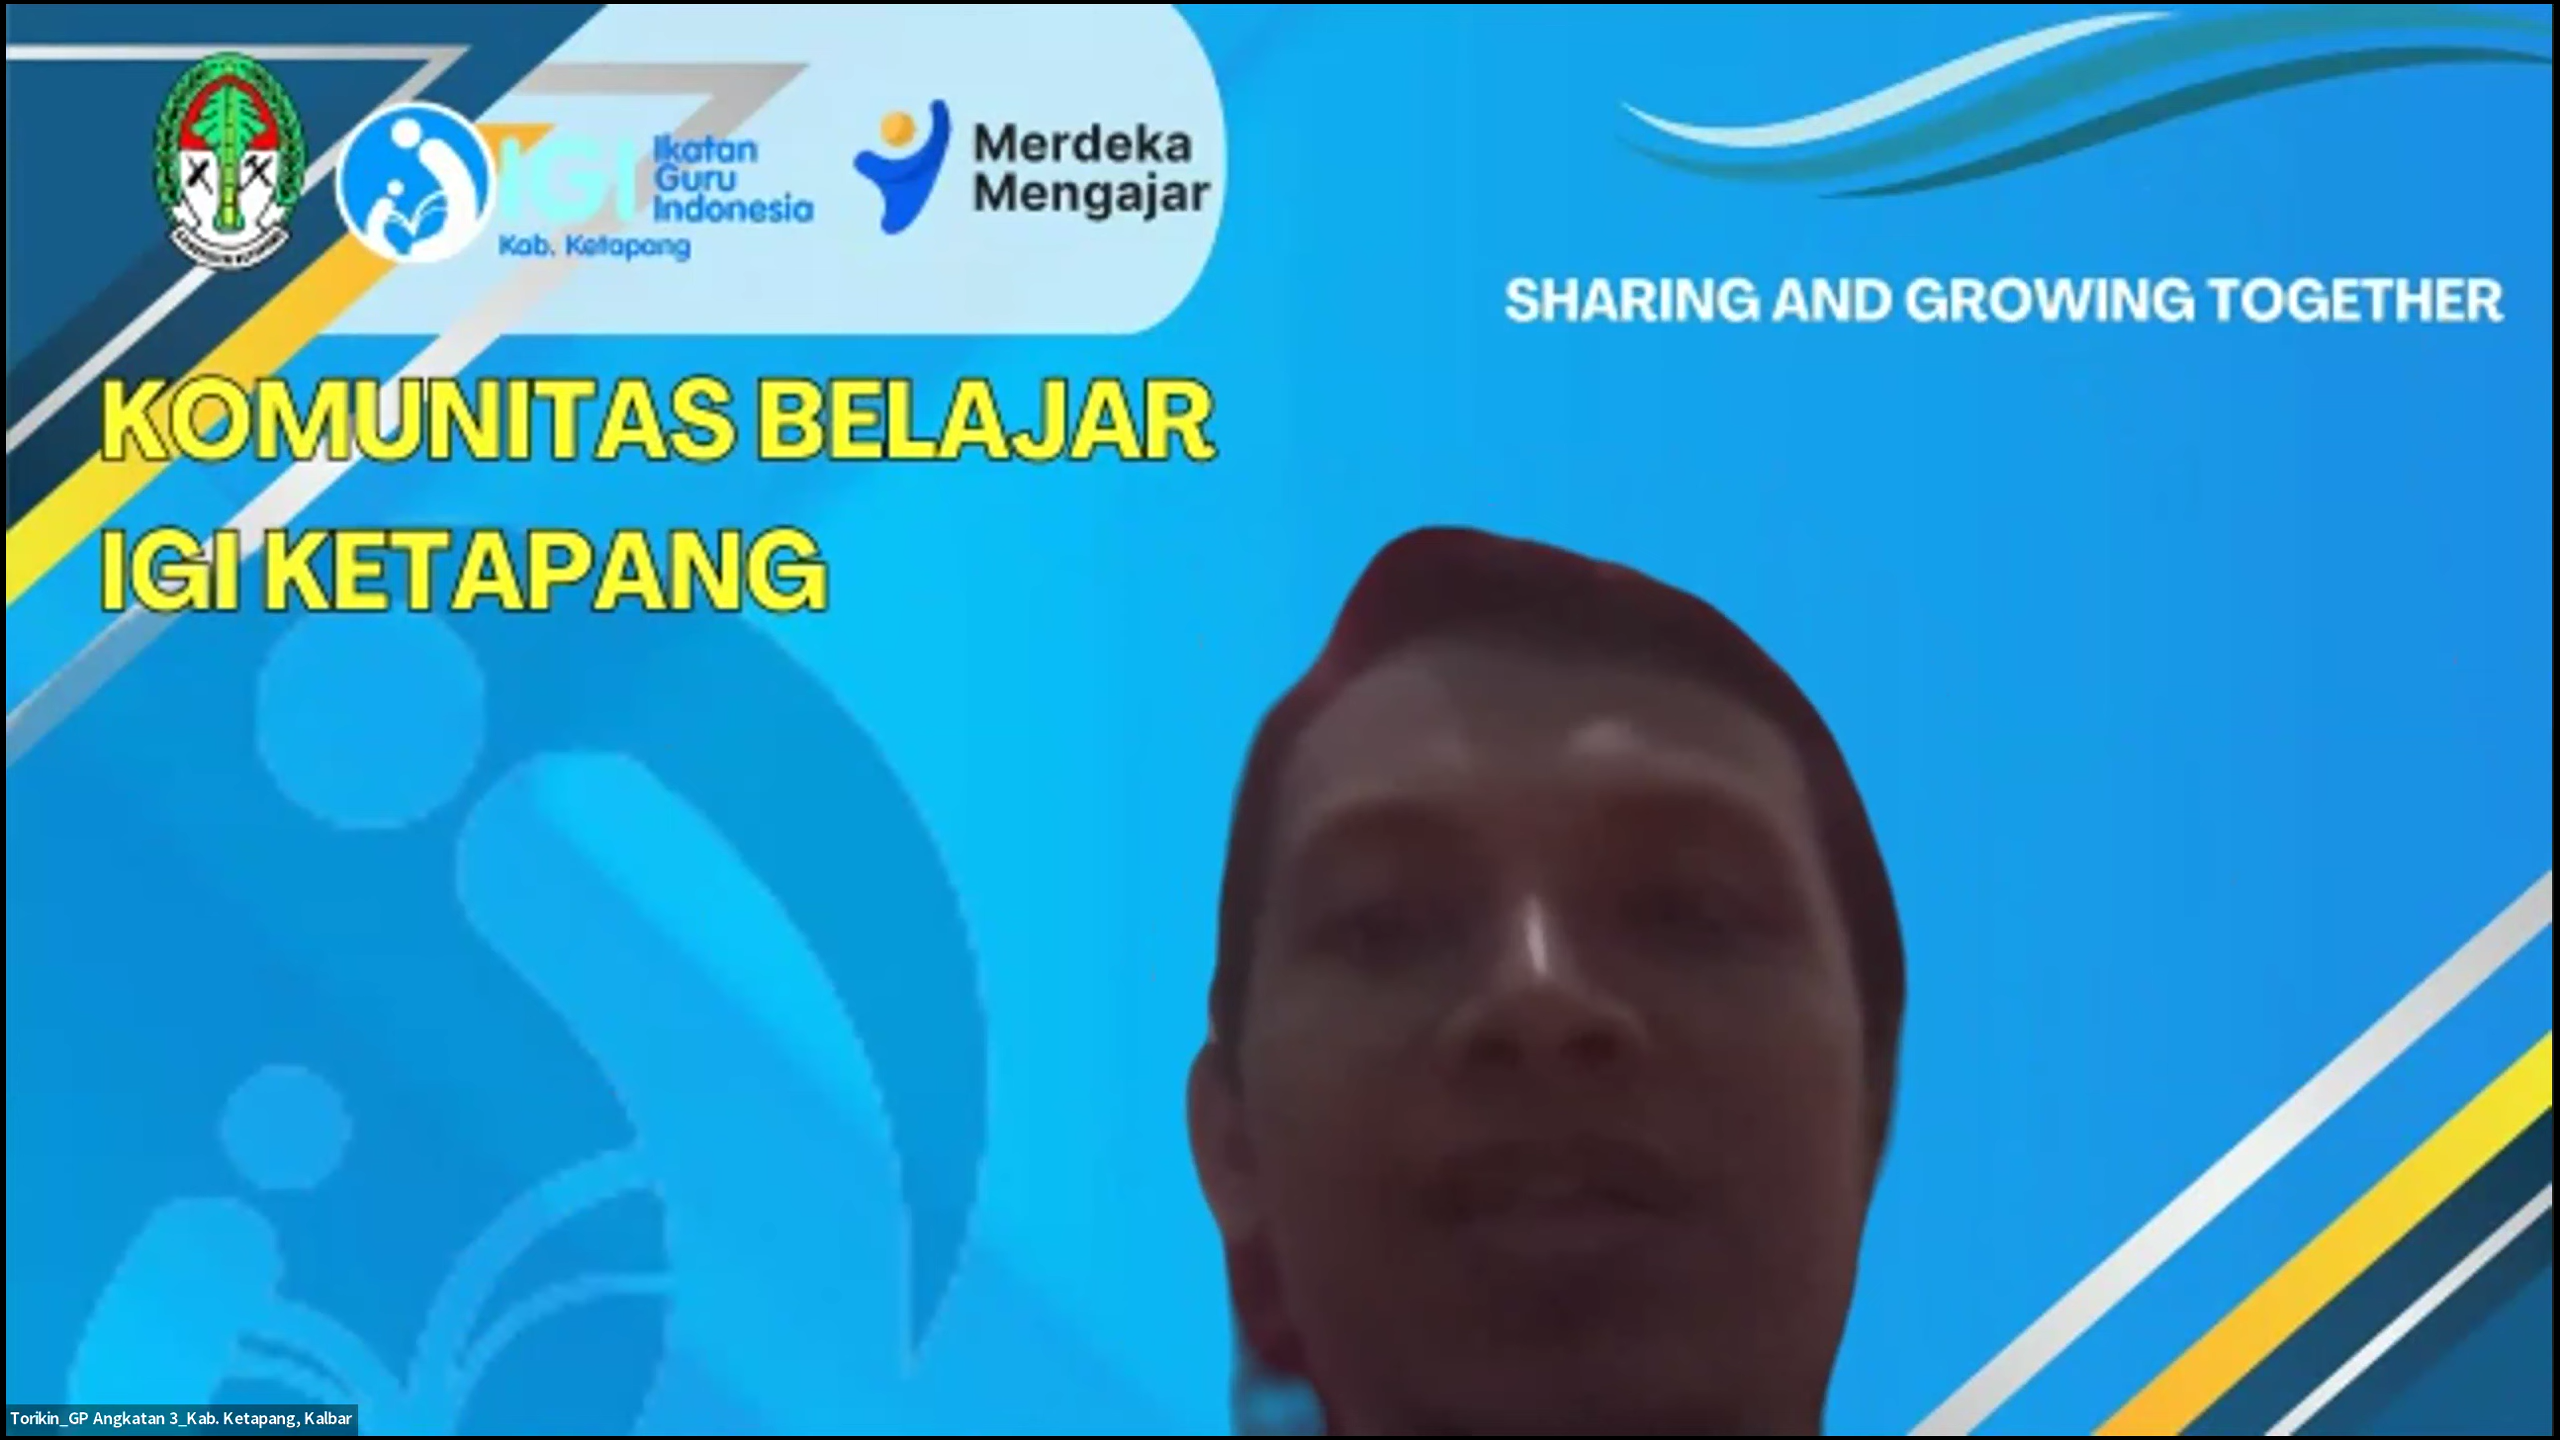 IGI
Ikatan
Guru
Indonesia
Kab. Ketapang
Merdeka
Mengajar
SHARING AND GROWING TOGETHER
KOMUNITAS BELAJAR
IGI KETAPANG
Torikin_GP Angkatan 3_Kab. Ketapang, Kalbar